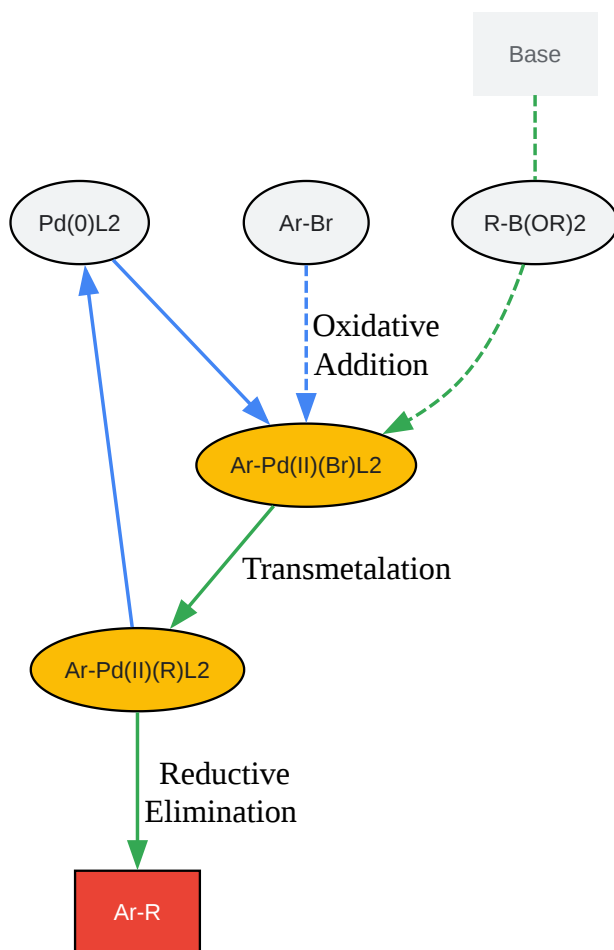 Base
Pd(0)L2
Ar-Br
R-B(OR)2
Oxidative
Addition
Ar-Pd(II)(Br)L2
Transmetalation
Ar-Pd(II)(R)L2
Reductive
Elimination
Ar-R